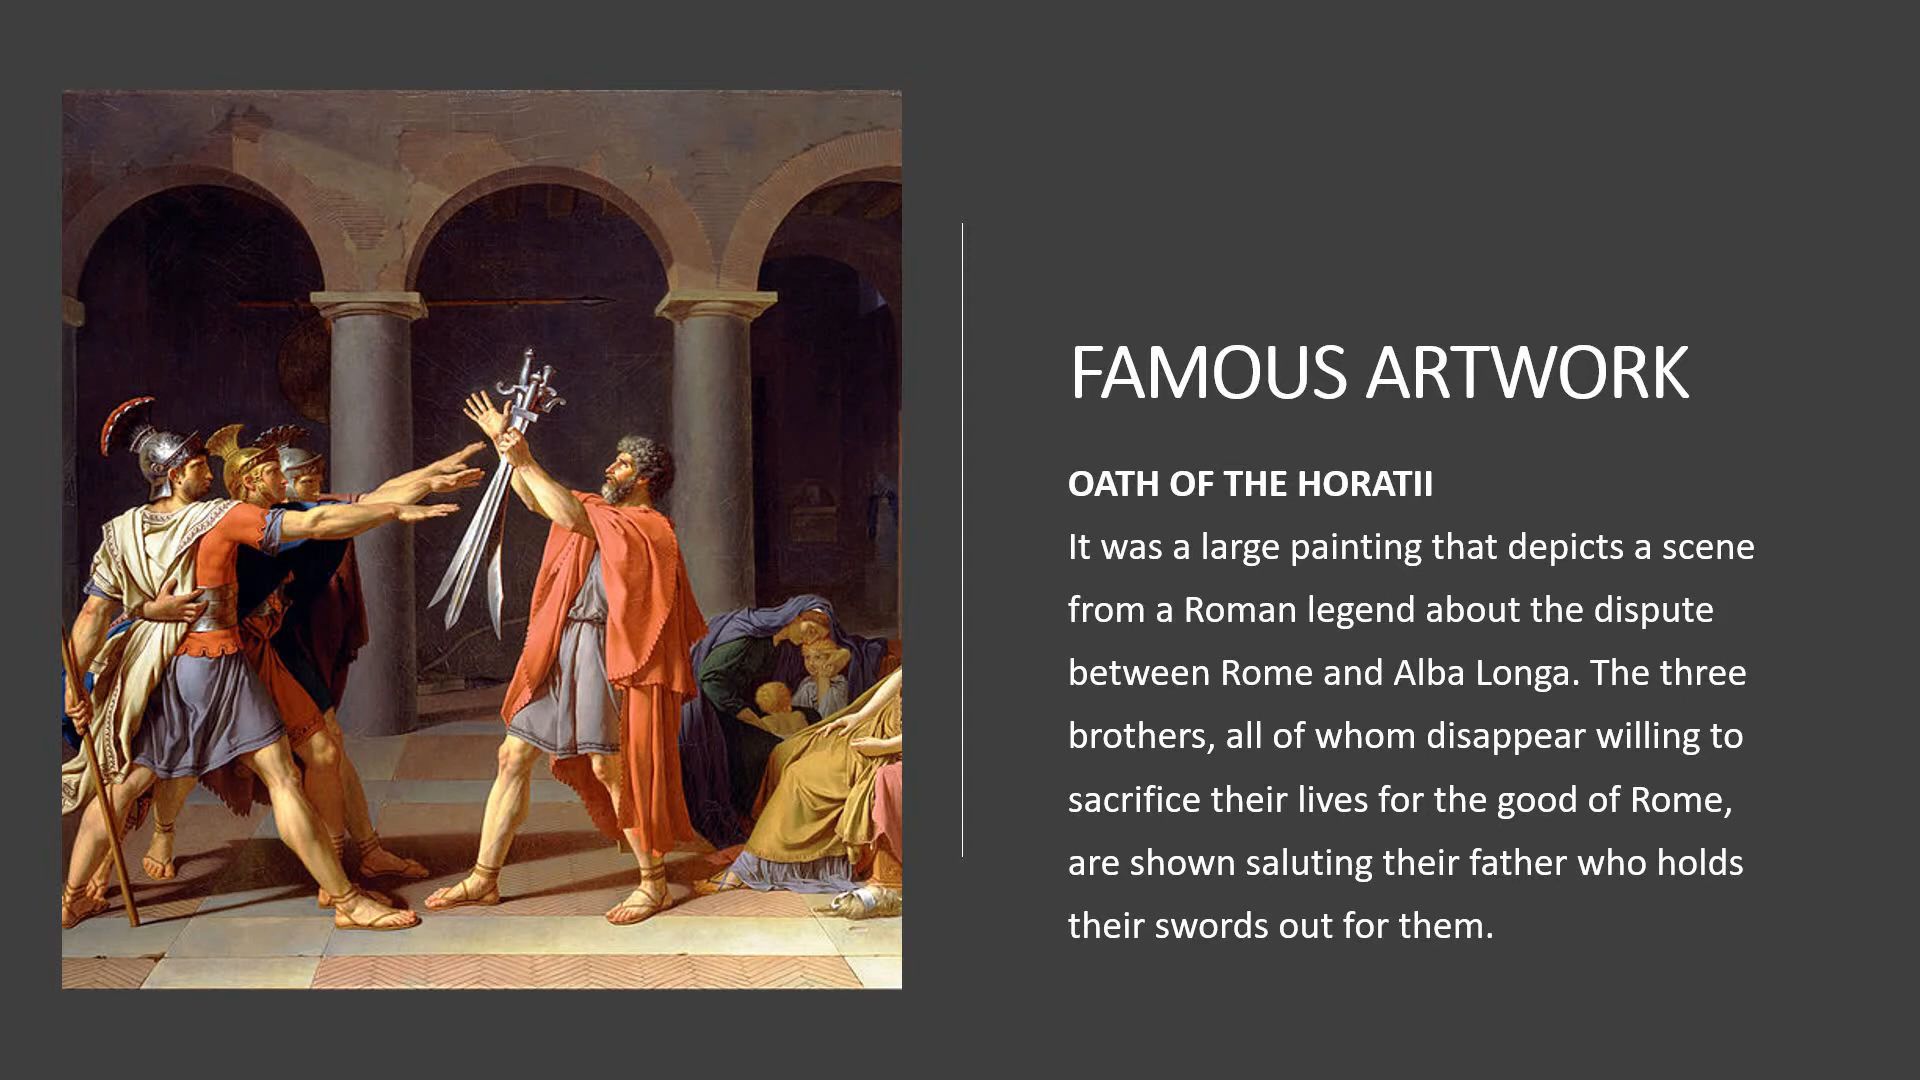 FAMOUS ARTWORK
OATH OF THE HORATII
It was a large painting that depicts a scene
from a Roman legend about the dispute
between Rome and Alba Longa. The three
brothers, all of whom disappear willing to
sacrifice their lives for the good of Rome,
are shown saluting their father who holds
their swords out for them.